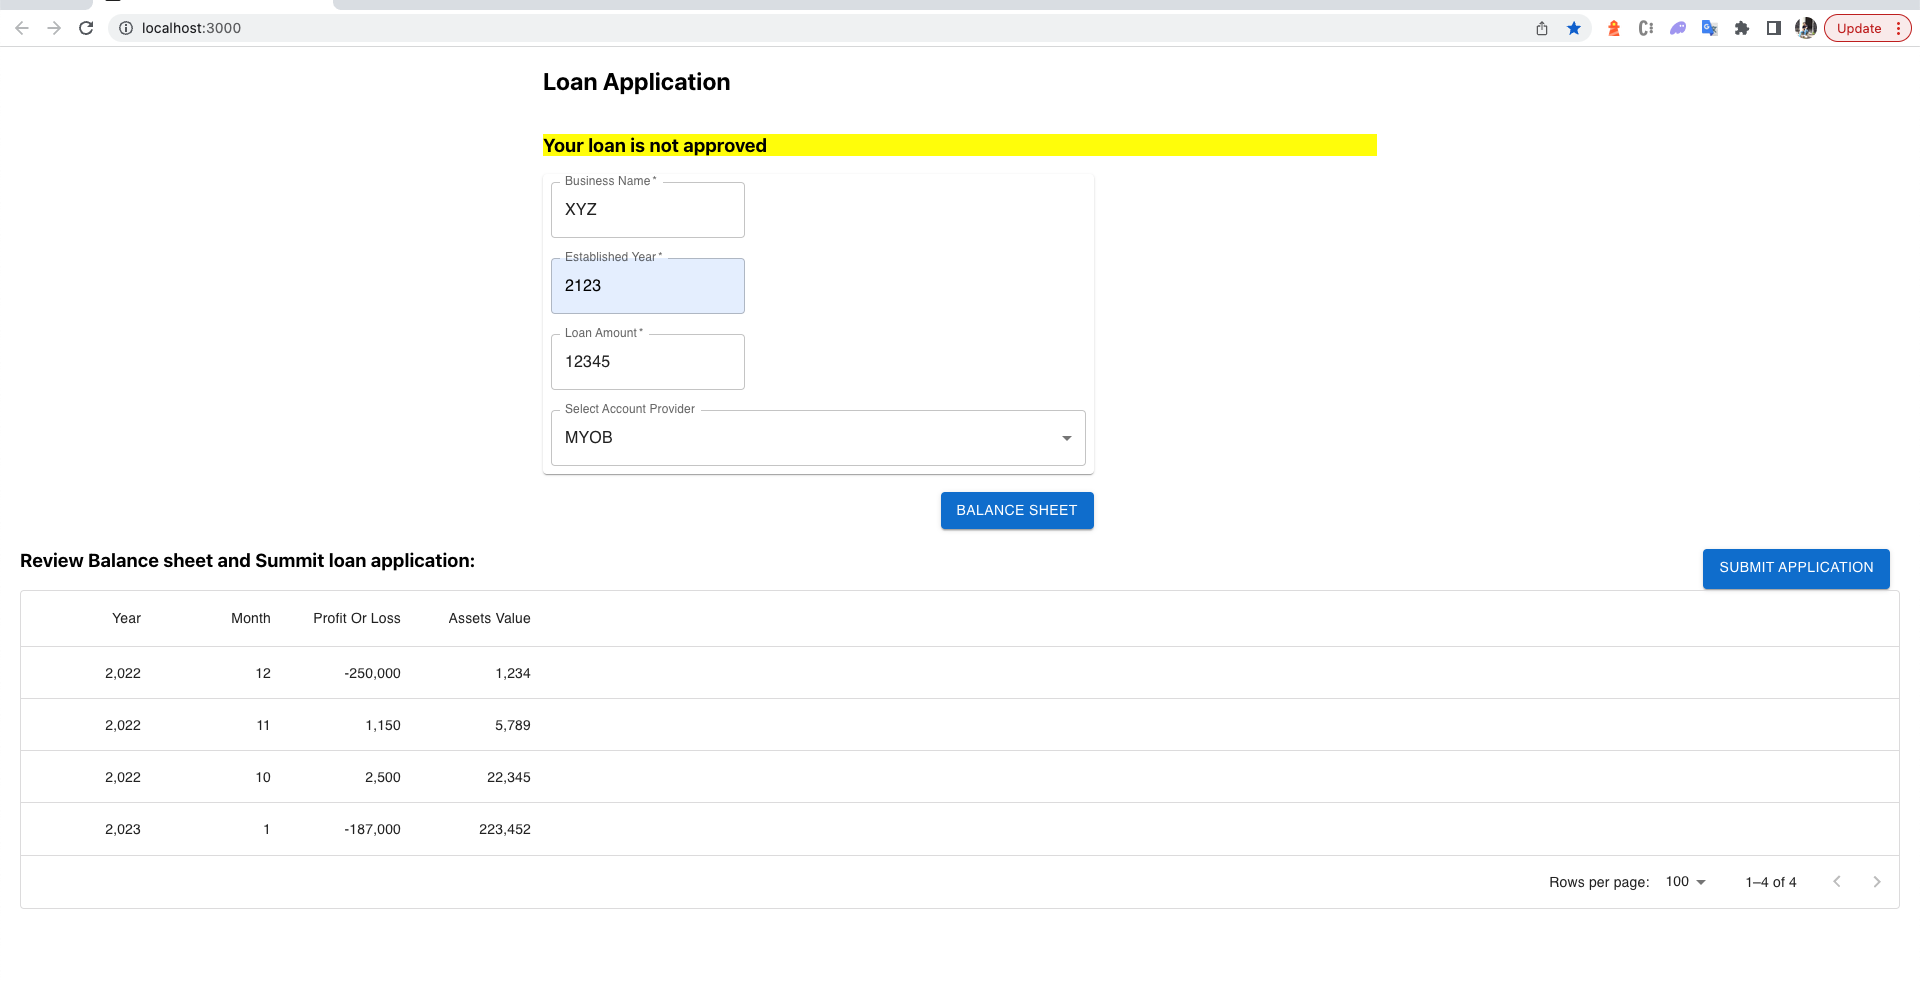 localhost:3000
Update
Loan Application
Your loan is not approved
Business Name *
XYZ
Established Year *
2123
Loan Amount *
12345
Select Account Provider
MYOB
BALANCE SHEET
Review Balance sheet and Summit loan application:
SUBMIT APPLICATION
Year Month Profit Or Loss Assets Value
2,022 12 -250,000 1,234
2,022 11 1,150 5,789
2,022 10 2,500 22,345
2,023 1 -187,000 223,452
Rows per page: 100 1–4 of 4